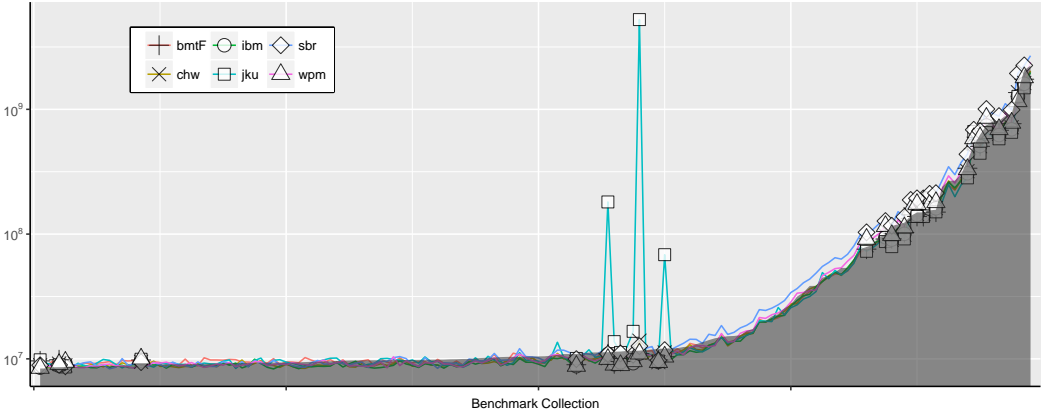 bmtF ibm sbr
chw jku wpm
10⁹
10⁸
10⁷
Benchmark Collection